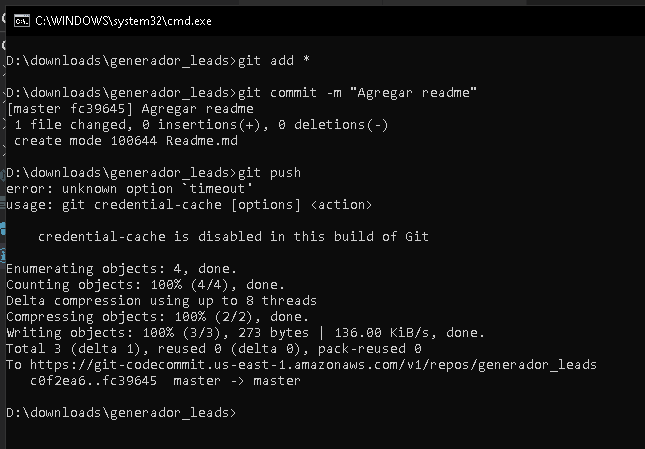 C:\WINDOWS\system32\cmd.exe
D:\downloads\generador_leads>git add *
D:\downloads\generador_leads>git commit -m "Agregar readme"
[master fc39645] Agregar readme
 1 file changed, 0 insertions(+), 0 deletions(-)
 create mode 100644 Readme.md
D:\downloads\generador_leads>git push
error: unknown option `timeout'
usage: git credential-cache [options] <action>
    credential-cache is disabled in this build of Git
Enumerating objects: 4, done.
Counting objects: 100% (4/4), done.
Delta compression using up to 8 threads
Compressing objects: 100% (2/2), done.
Writing objects: 100% (3/3), 273 bytes | 136.00 KiB/s, done.
Total 3 (delta 1), reused 0 (delta 0), pack-reused 0
To https://git-codecommit.us-east-1.amazonaws.com/v1/repos/generador_leads
   c0f2ea6..fc39645  master -> master
D:\downloads\generador_leads>